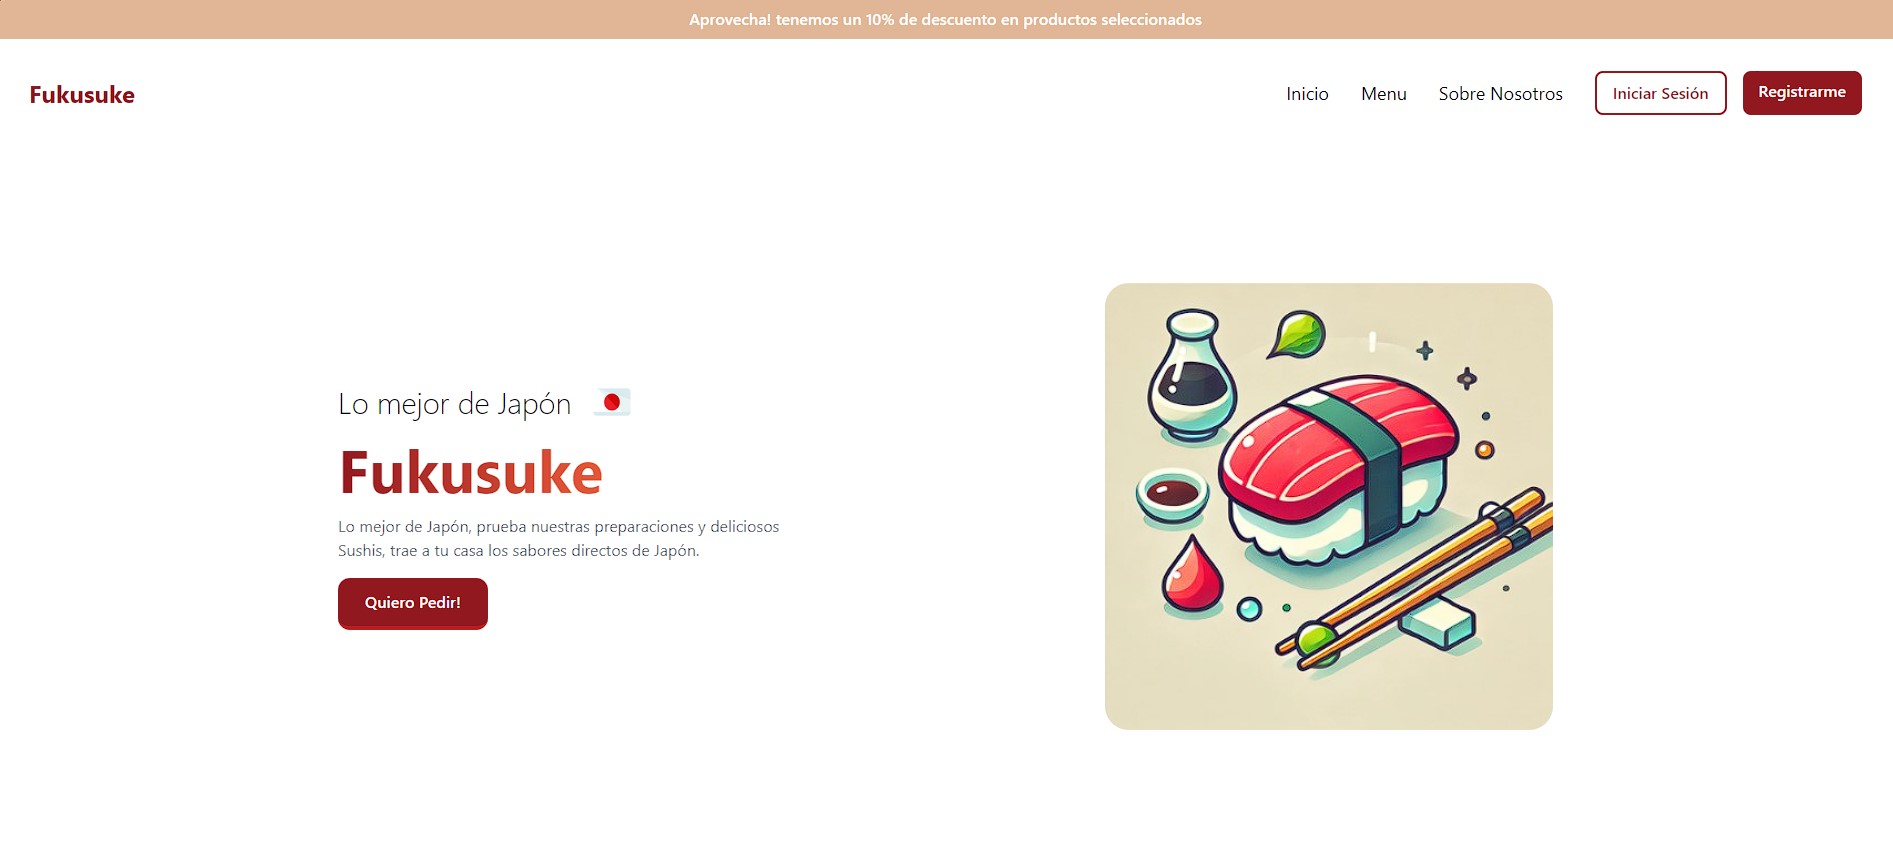 Aprovecha! tenemos un 10% de descuento en productos seleccionados
Fukusuke
Inicio
Menu
Sobre Nosotros
Iniciar Sesión
Registrarme
Lo mejor de Japón
Fukusuke
Lo mejor de Japón, prueba nuestras preparaciones y deliciosos
Sushis, trae a tu casa los sabores directos de Japón.
Quiero Pedir!